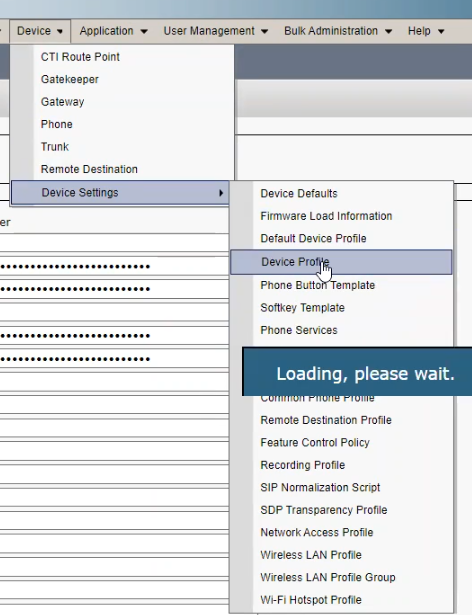 Device Application User Management Bulk Administration Help
CTI Route Point
Gatekeeper
Gateway
Phone
Trunk
Remote Destination
Device Settings
er
Device Defaults
Firmware Load Information
Default Device Profile
Device Profile
Phone Button Template
Softkey Template
Phone Services
Loading, please wait.
Common Phone Profile
Remote Destination Profile
Feature Control Policy
Recording Profile
SIP Normalization Script
SDP Transparency Profile
Network Access Profile
Wireless LAN Profile
Wireless LAN Profile Group
Wi-Fi Hotspot Profile